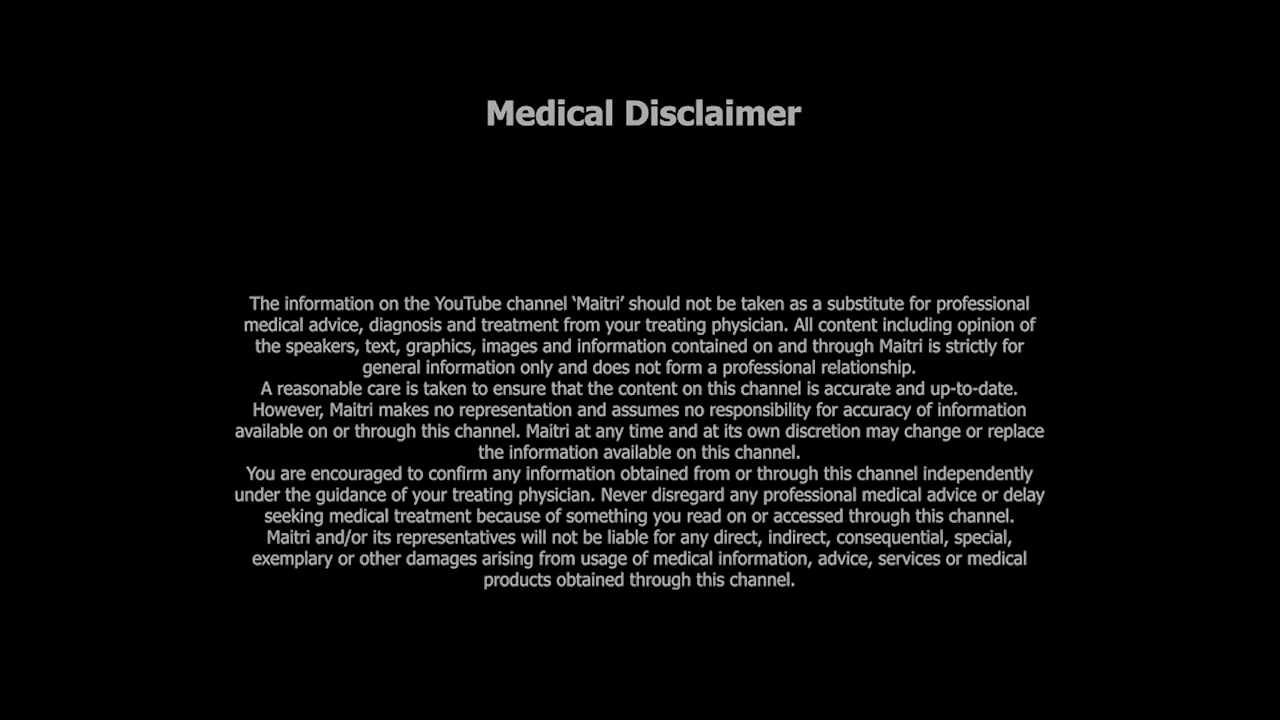 Medical Disclaimer
The information on the YouTube channel ‘Maitri’ should not be taken as a substitute for professional
medical advice, diagnosis and treatment from your treating physician. All content including opinion of
the speakers, text, graphics, images and information contained on and through Maitri is strictly for
general information only and does not form a professional relationship.
A reasonable care is taken to ensure that the content on this channel is accurate and up-to-date.
However, Maitri makes no representation and assumes no responsibility for accuracy of information
available on or through this channel. Maitri at any time and at its own discretion may change or replace
the information available on this channel.
You are encouraged to confirm any information obtained from or through this channel independently
under the guidance of your treating physician. Never disregard any professional medical advice or delay
seeking medical treatment because of something you read on or accessed through this channel.
Maitri and/or its representatives will not be liable for any direct, indirect, consequential, special,
exemplary or other damages arising from usage of medical information, advice, services or medical
products obtained through this channel.